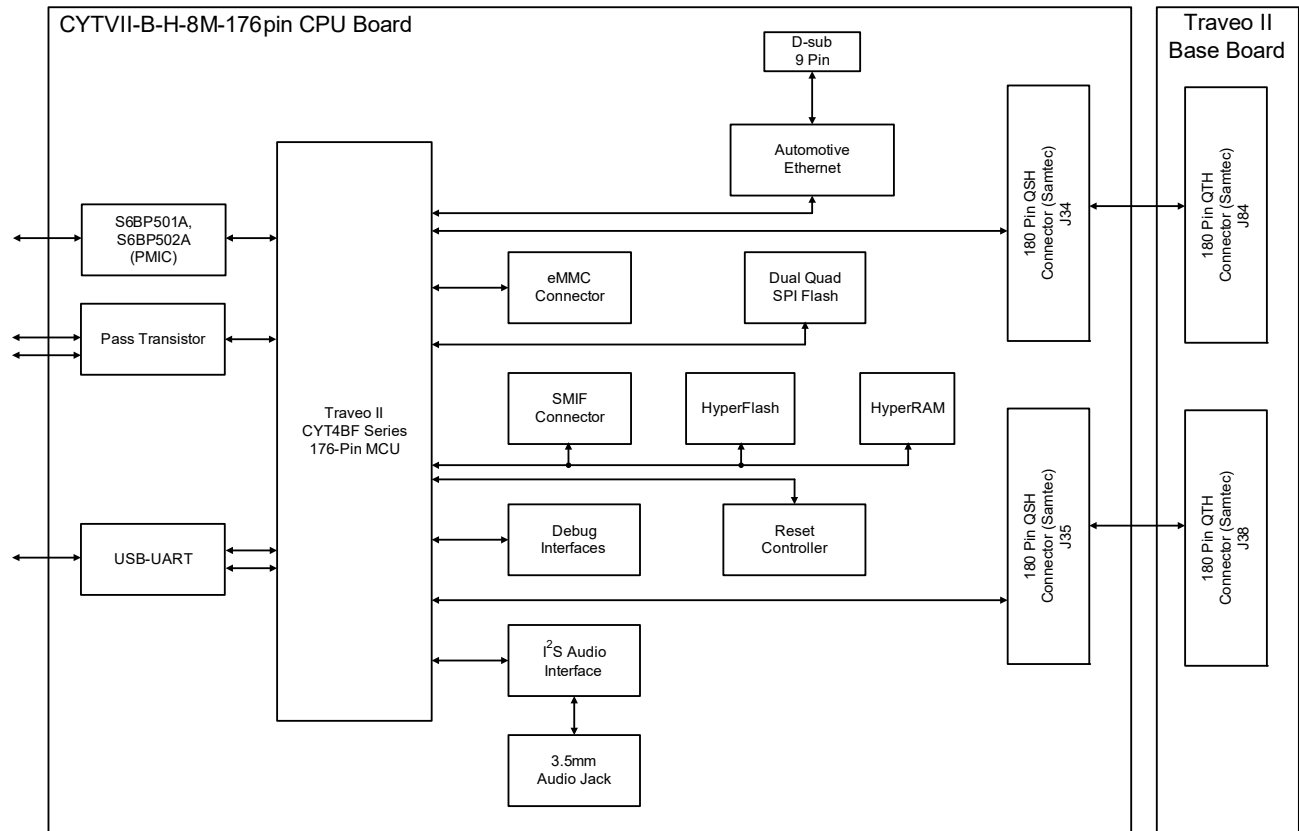 CYTVII-B-H-8M-176pin CPU Board
Traveo II
Base Board
D-sub
9 Pin
Automotive
Ethernet
180 Pin QSH
Connector (Samtec)
J34
180 Pin QTH
Connector (Samtec)
J84
S6BP501A,
S6BP502A
(PMIC)
eMMC
Connector
Dual Quad
SPI Flash
Pass Transistor
Traveo II
CYT4BF Series
176-Pin MCU
SMIF
Connector
HyperFlash
HyperRAM
180 Pin QSH
Connector (Samtec)
J35
180 Pin QTH
Connector (Samtec)
J38
USB-UART
Debug
Interfaces
Reset
Controller
I²S Audio
Interface
3.5mm
Audio Jack